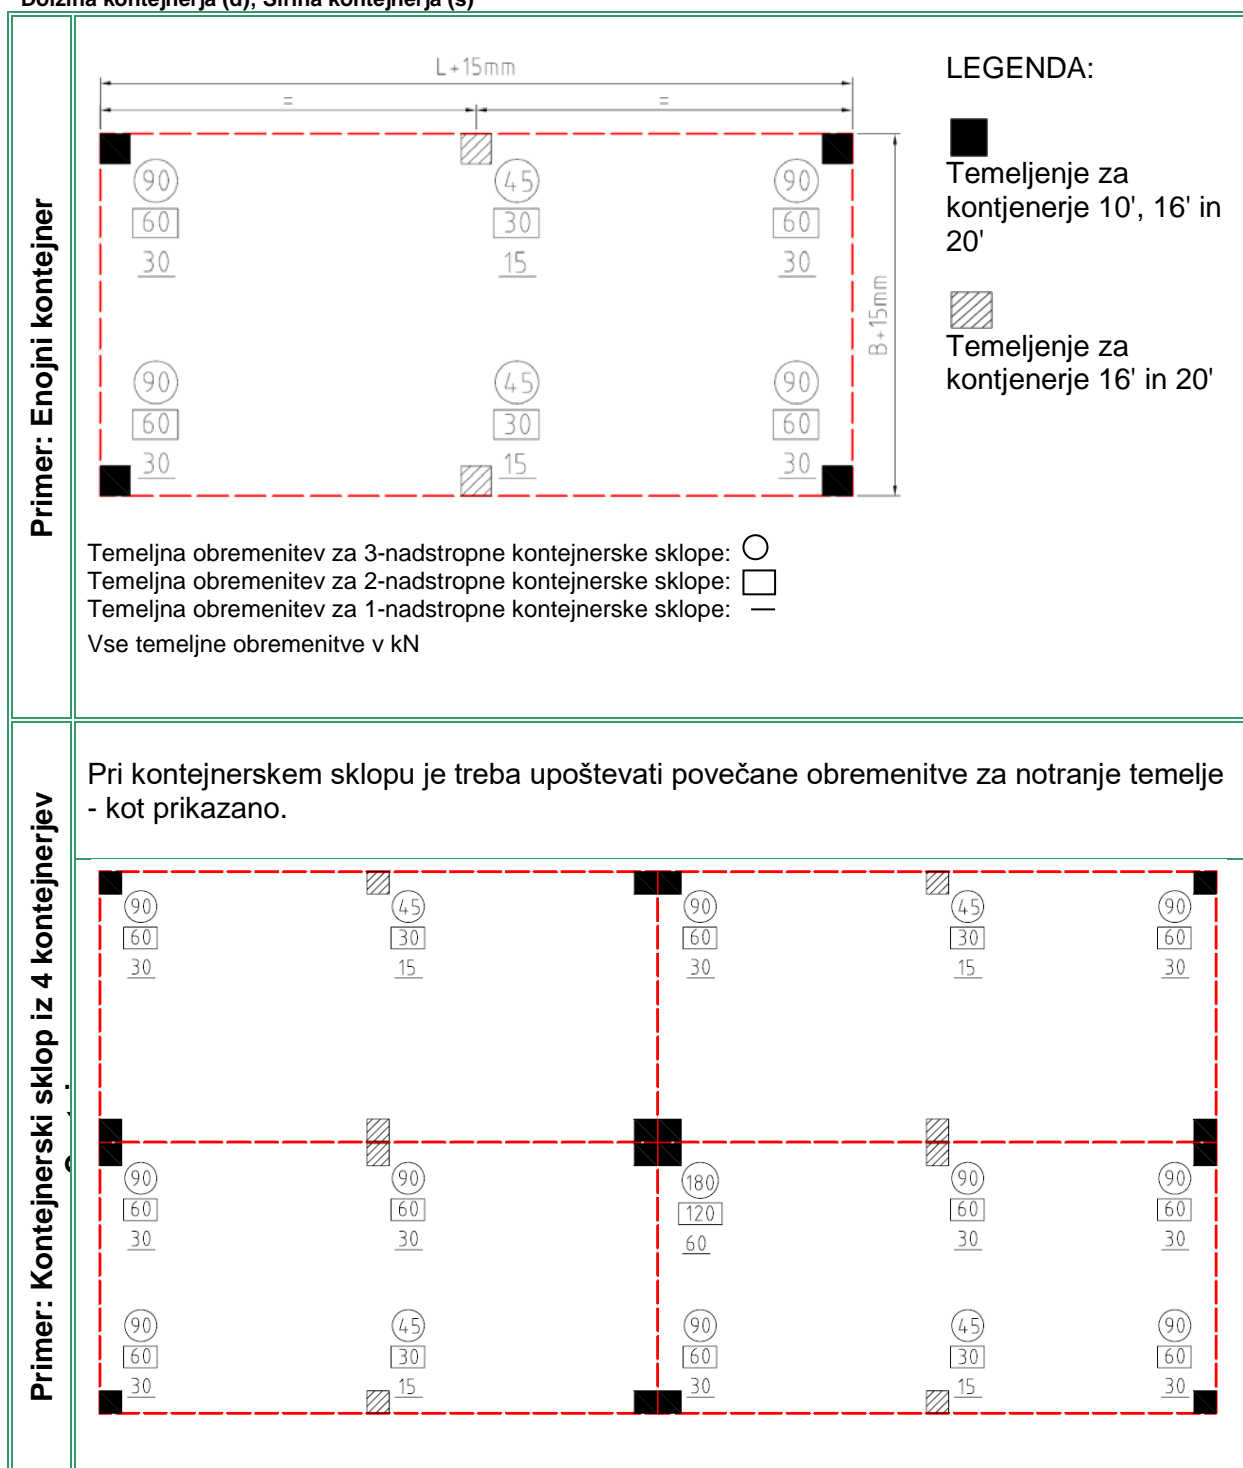 Dolžina kontejnerja (d), Širina kontejnerja (š)
Primer: Enojni kontejner
L+15mm
= =
90 45 90
60 30 60
30 15 30
B+15mm
90 45 90
60 30 60
30 15 30
LEGENDA:
Temeljenje za
kontjenerje 10', 16' in
20'
Temeljenje za
kontjenerje 16' in 20'
Temeljna obremenitev za 3-nadstropne kontejnerske sklope:
Temeljna obremenitev za 2-nadstropne kontejnerske sklope:
Temeljna obremenitev za 1-nadstropne kontejnerske sklope:
Vse temeljne obremenitve v kN
Primer: Kontejnerski sklop iz 4 kontejnerjev
Pri kontejnerskem sklopu je treba upoštevati povečane obremenitve za notranje temelje
- kot prikazano.
90 45 90 45 90
60 30 60 30 60
30 15 30 15 30
90 90 180 90 90
60 60 120 60 60
30 30 60 30 30
90 45 90 45 90
60 30 60 30 60
30 15 30 15 30